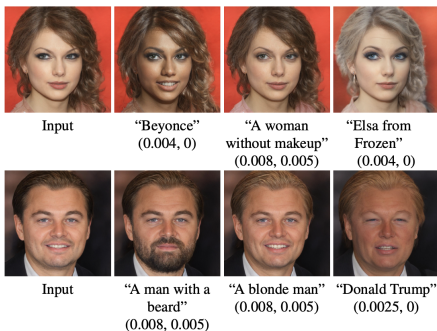 Input
“Beyonce”
(0.004, 0)
“A woman
without makeup”
(0.008, 0.005)
“Elsa from
Frozen”
(0.004, 0)
Input
“A man with a
beard”
(0.008, 0.005)
“A blonde man”
(0.008, 0.005)
“Donald Trump”
(0.0025, 0)